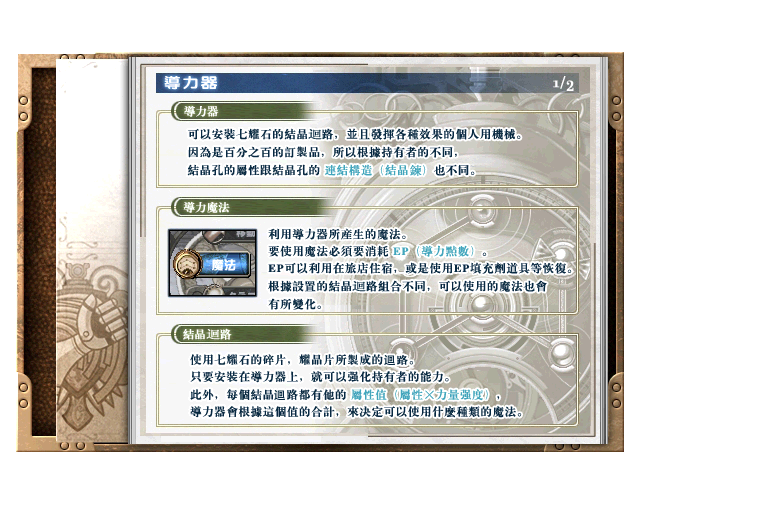 導力器 1/2
導力器
可以安裝七耀石的結晶迴路，並且發揮各種效果的個人用機械。
因為是百分之百的訂製品，所以根據持有者的不同，
結晶孔的屬性跟結晶孔的 連結構造（結晶鍊）也不同。
導力魔法
魔法
利用導力器所產生的魔法。
要使用魔法必須要消耗 EP（導力點數）。
EP可以利用在旅店住宿，或是使用EP填充劑道具等恢復。
根據設置的結晶迴路組合不同，可以使用的魔法也會
有所變化。
結晶迴路
使用七耀石的碎片，耀晶片所製成的迴路。
只要安裝在導力器上，就可以強化持有者的能力。
此外，每個結晶迴路都有他的 屬性值（屬性×力量强度），
導力器會根據這個值的合計，來決定可以使用什麼種類的魔法。